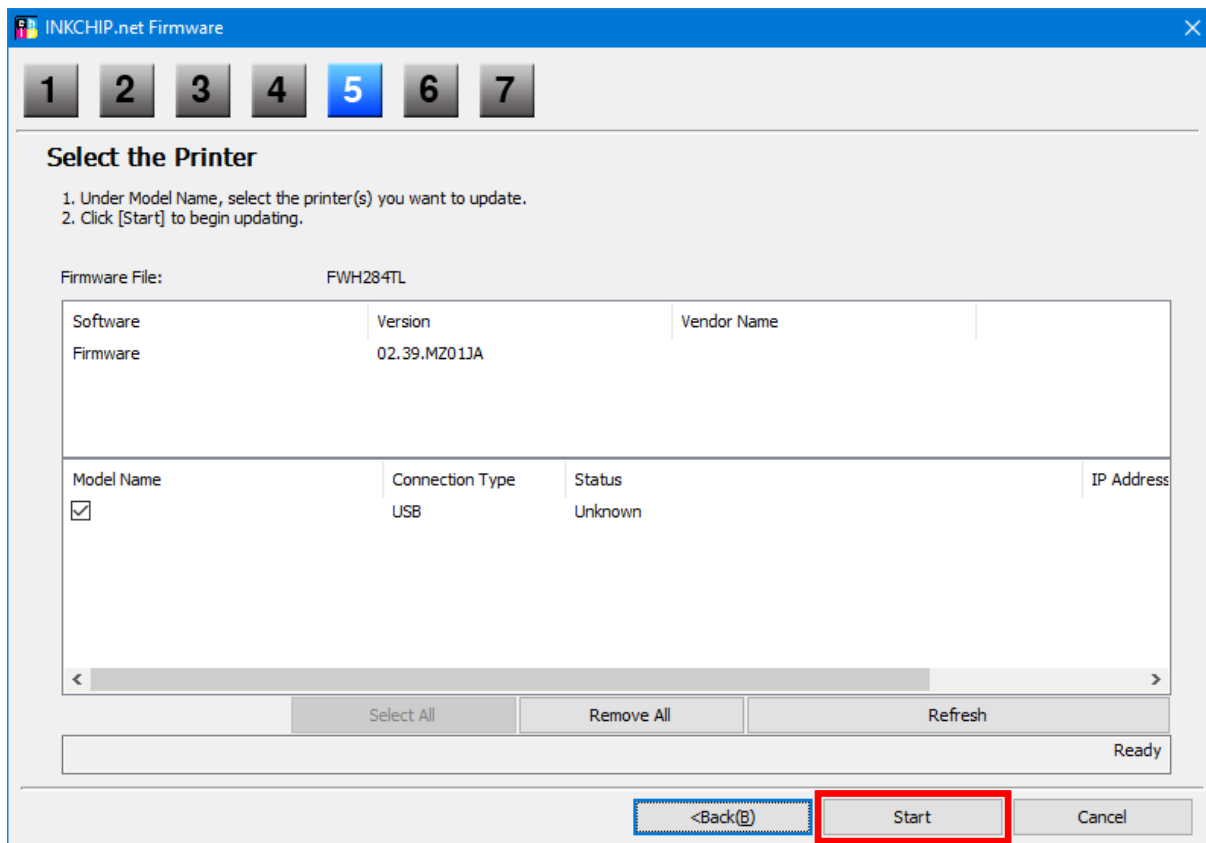 INKCHIP.net Firmware
1 2 3 4 5 6 7
Select the Printer
1. Under Model Name, select the printer(s) you want to update.
2. Click [Start] to begin updating.
Firmware File: FWH284TL
Software Version Vendor Name
Firmware 02.39.MZ01JA
Model Name Connection Type Status IP Address
USB Unknown
Select All Remove All Refresh
Ready
<Back(B) Start Cancel